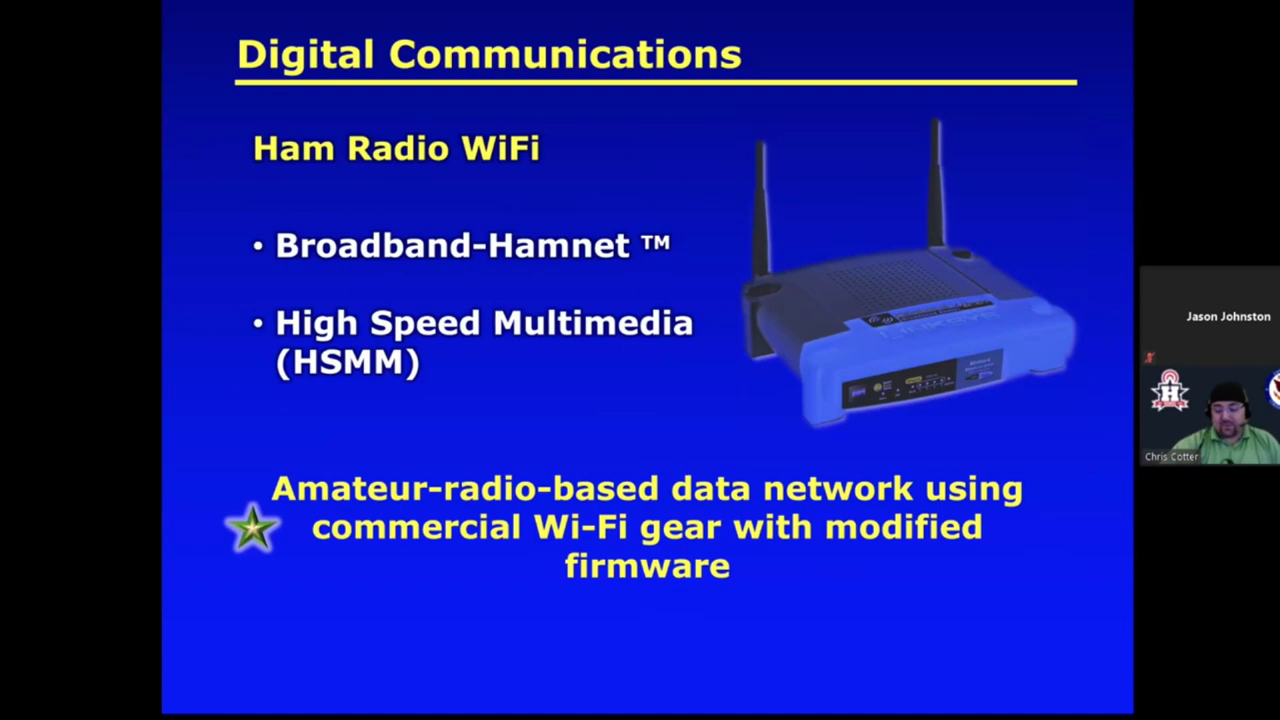 Digital Communications
Ham Radio WiFi
• Broadband-Hamnet ™
• High Speed Multimedia
(HSMM)
Amateur-radio-based data network using
commercial Wi-Fi gear with modified
firmware
LINKSYS
Jason Johnston
H
Chris Cotter